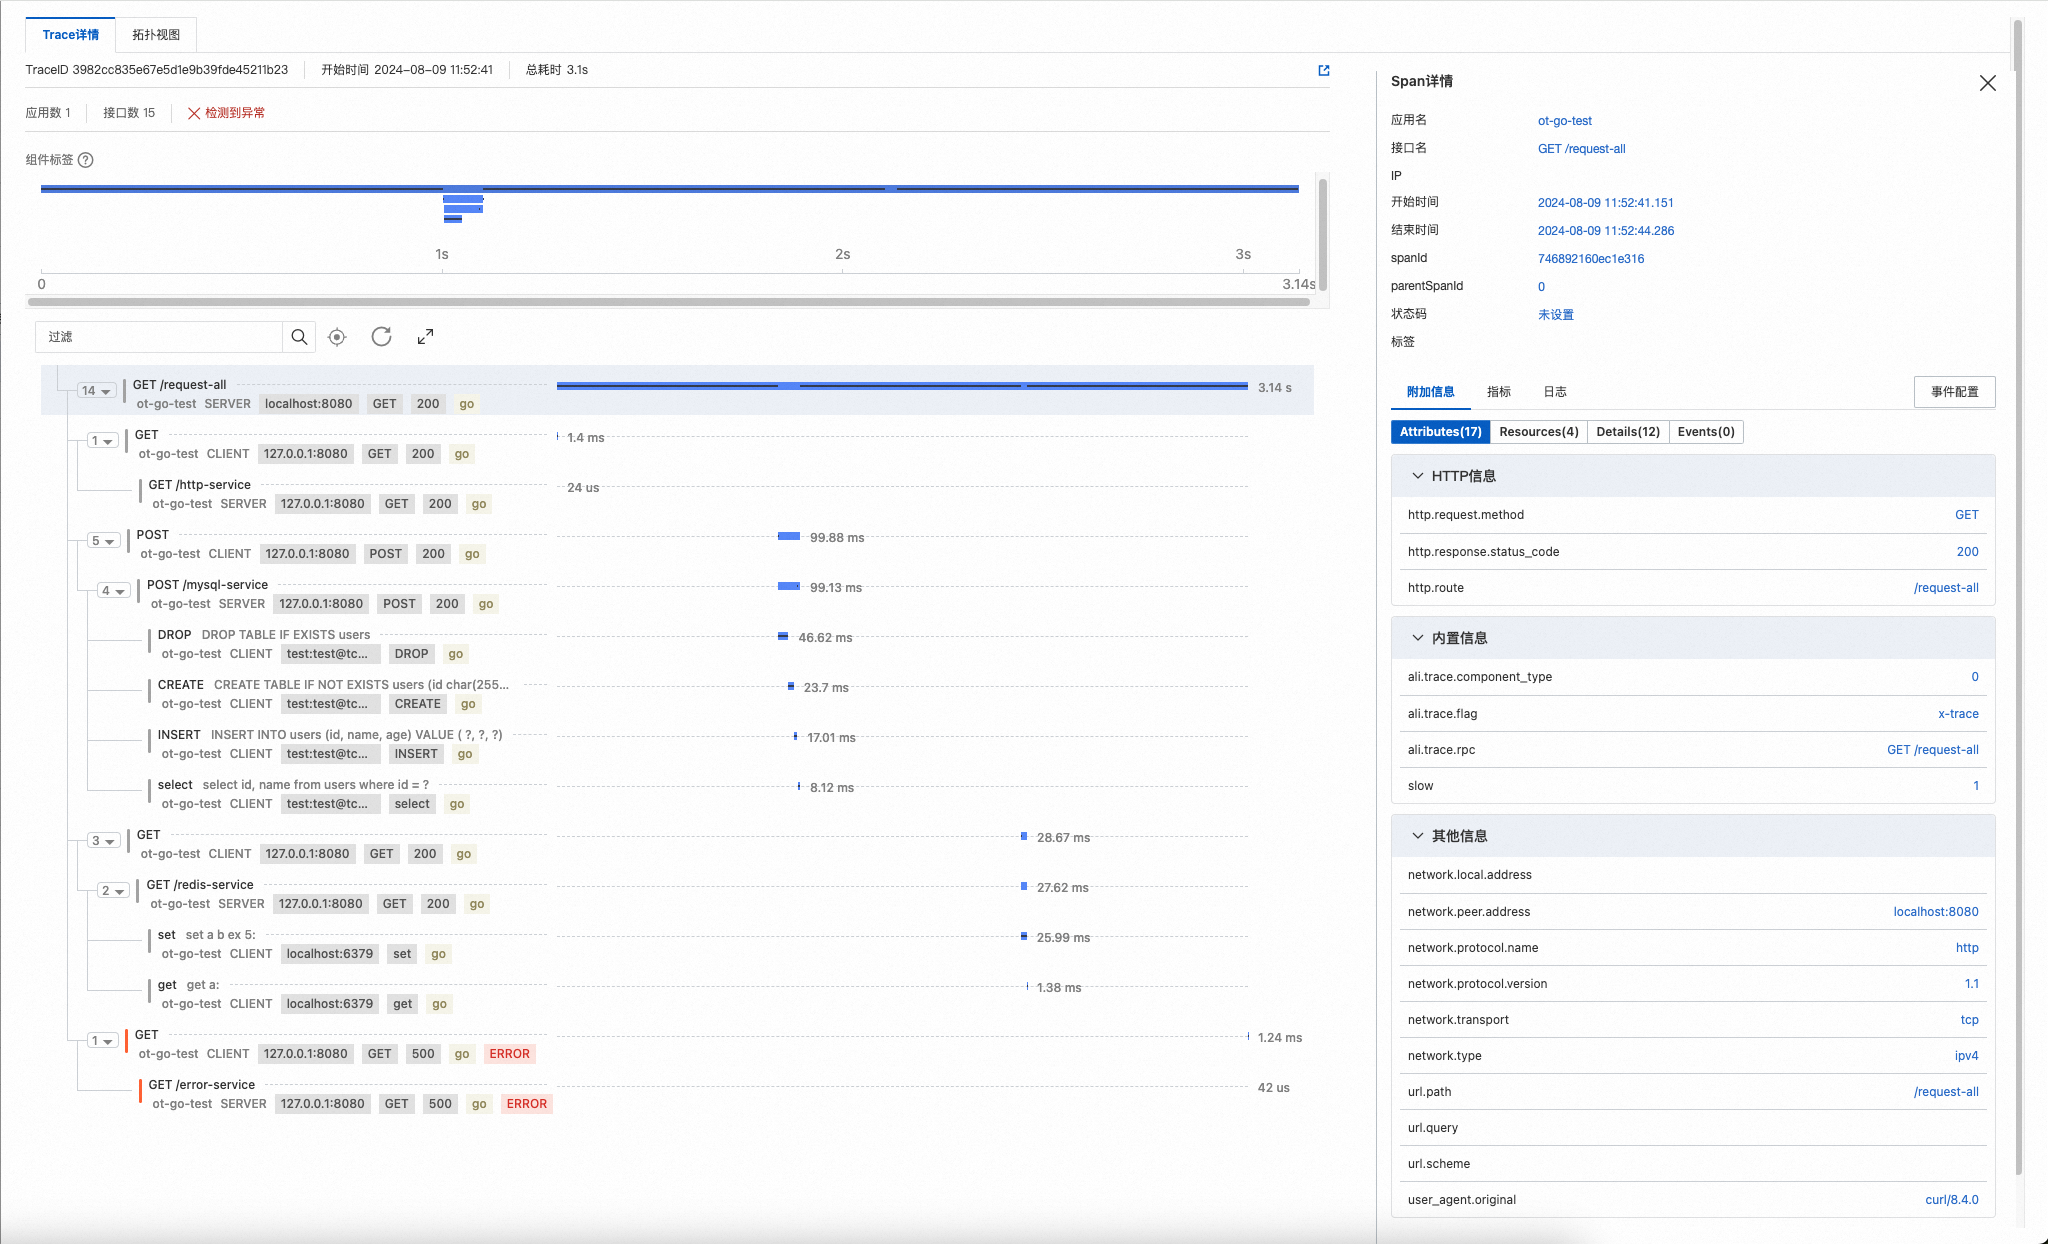 Trace详情
拓扑视图
TraceID 3982cc835e67e5d1e9b39fde45211b23
开始时间 2024-08-09 11:52:41
总耗时 3.1s
应用数 1
接口数 15
检测到异常
组件标签
1s
2s
3s
0
3.14s
过滤
14
GET /request-all
3.14 s
ot-go-test SERVER localhost:8080 GET 200 go
1
GET
1.4 ms
ot-go-test CLIENT 127.0.0.1:8080 GET 200 go
GET /http-service
24 us
ot-go-test SERVER 127.0.0.1:8080 GET 200 go
5
POST
99.88 ms
ot-go-test CLIENT 127.0.0.1:8080 POST 200 go
4
POST /mysql-service
99.13 ms
ot-go-test SERVER 127.0.0.1:8080 POST 200 go
DROP DROP TABLE IF EXISTS users
46.62 ms
ot-go-test CLIENT test:test@tc... DROP go
CREATE CREATE TABLE IF NOT EXISTS users (id char(255...
23.7 ms
ot-go-test CLIENT test:test@tc... CREATE go
INSERT INSERT INTO users (id, name, age) VALUE ( ?, ?, ?)
17.01 ms
ot-go-test CLIENT test:test@tc... INSERT go
select select id, name from users where id = ?
8.12 ms
ot-go-test CLIENT test:test@tc... select go
3
GET
28.67 ms
ot-go-test CLIENT 127.0.0.1:8080 GET 200 go
2
GET /redis-service
27.62 ms
ot-go-test SERVER 127.0.0.1:8080 GET 200 go
set set a b ex 5:
25.99 ms
ot-go-test CLIENT localhost:6379 set go
get get a:
1.38 ms
ot-go-test CLIENT localhost:6379 get go
1
GET
1.24 ms
ot-go-test CLIENT 127.0.0.1:8080 GET 500 go ERROR
GET /error-service
42 us
ot-go-test SERVER 127.0.0.1:8080 GET 500 go ERROR
Span详情
应用名 ot-go-test
接口名 GET /request-all
IP
开始时间 2024-08-09 11:52:41.151
结束时间 2024-08-09 11:52:44.286
spanId 746892160ec1e316
parentSpanId 0
状态码 未设置
标签
附加信息
指标
日志
事件配置
Attributes(17)
Resources(4)
Details(12)
Events(0)
HTTP信息
http.request.method GET
http.response.status_code 200
http.route /request-all
内置信息
ali.trace.component_type 0
ali.trace.flag x-trace
ali.trace.rpc GET /request-all
slow 1
其他信息
network.local.address
network.peer.address localhost:8080
network.protocol.name http
network.protocol.version 1.1
network.transport tcp
network.type ipv4
url.path /request-all
url.query
url.scheme
user_agent.original curl/8.4.0